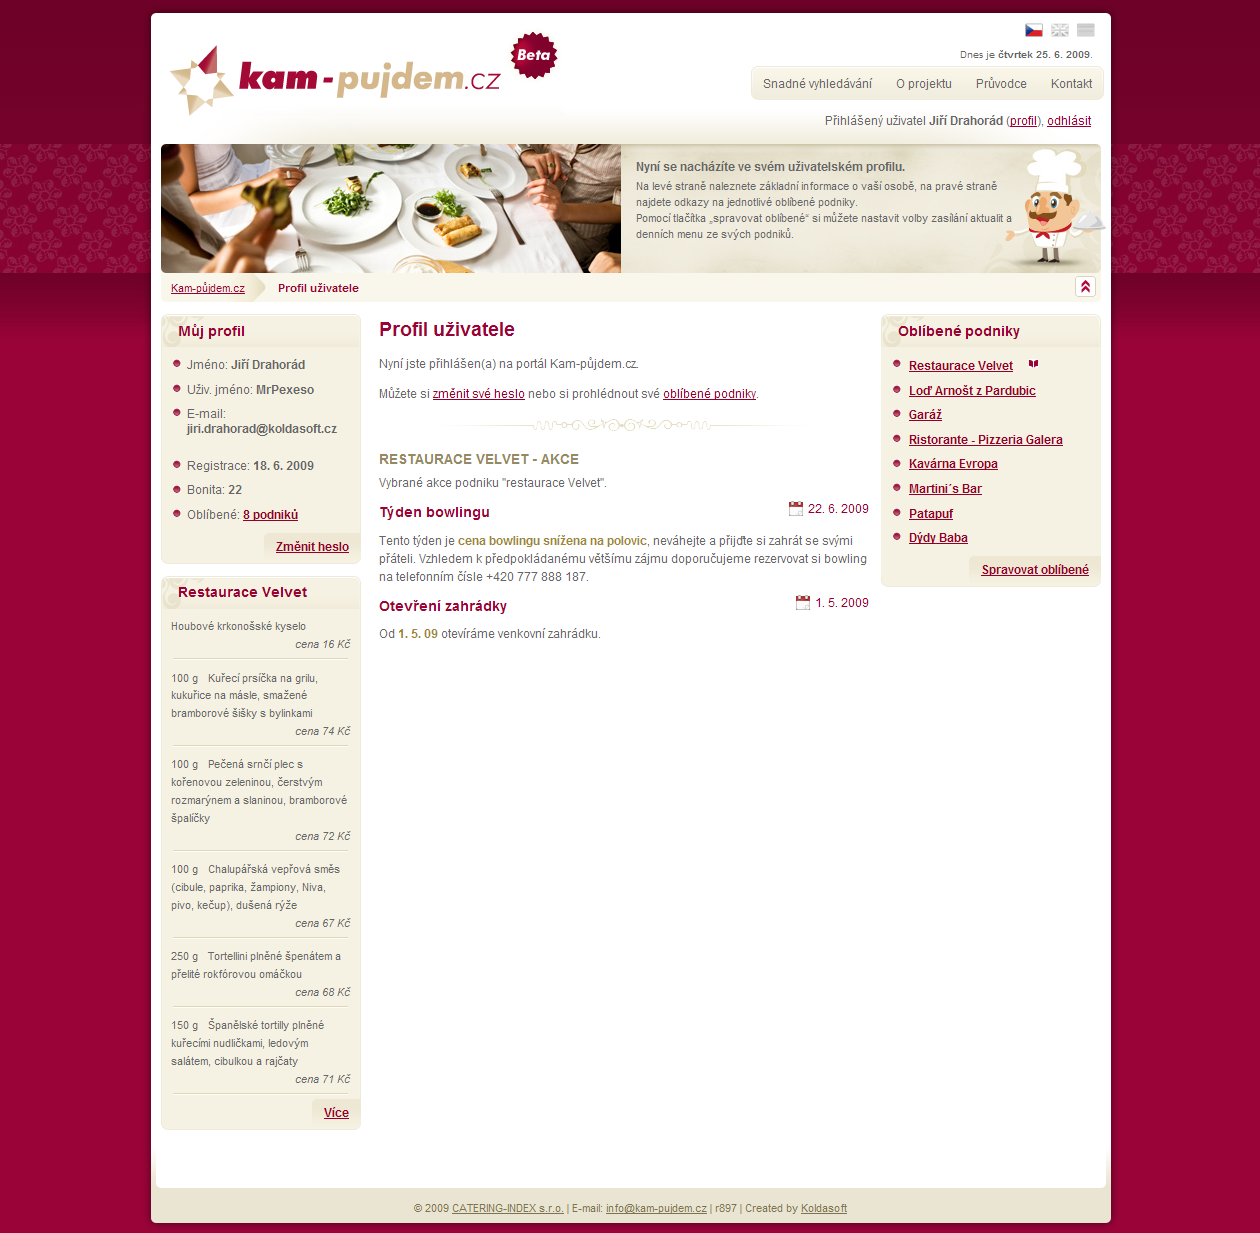 kam-pujdem.cz
Beta
Dnes je čtvrtek 25. 6. 2009.
Snadné vyhledávání O projektu Průvodce Kontakt
Přihlášený uživatel Jiří Drahorád (profil), odhlásit
Nyní se nacházíte ve svém uživatelském profilu.
Na levé straně naleznete základní informace o vaší osobě, na pravé straně
najdete odkazy na jednotlivé oblíbené podniky.
Pomocí tlačítka „spravovat oblíbené“ si můžete nastavit volby zasílání aktualit a
denních menu ze svých podniků.
Kam-půjdem.cz Profil uživatele
Můj profil
Jméno: Jiří Drahorád
Uživ. jméno: MrPexeso
E-mail:
jiri.drahorad@koldasoft.cz
Registrace: 18. 6. 2009
Bonita: 22
Oblíbené: 8 podniků
Změnit heslo
Restaurace Velvet
Houbové krkonošské kyselo
cena 16 Kč
100 g Kuřecí prsíčka na grilu,
kukuřice na másle, smažené
bramborové šišky s bylinkami
cena 74 Kč
100 g Pečená srnčí plec s
kořenovou zeleninou, čerstvým
rozmarýnem a slaninou, bramborové
špalíčky
cena 72 Kč
100 g Chalupářská vepřová směs
(cibule, paprika, žampiony, Niva,
pivo, kečup), dušená rýže
cena 67 Kč
250 g Tortellini plněné špenátem a
přelité rokfórovou omáčkou
cena 68 Kč
150 g Španělské tortilly plněné
kuřecími nudličkami, ledovým
salátem, cibulkou a rajčaty
cena 71 Kč
Více
Profil uživatele
Nyní jste přihlášen(a) na portál Kam-půjdem.cz.
Můžete si změnit své heslo nebo si prohlédnout své oblíbené podniky.
RESTAURACE VELVET - AKCE
Vybrané akce podniku "restaurace Velvet".
Týden bowlingu 22. 6. 2009
Tento týden je cena bowlingu snížena na polovic, neváhejte a přijďte si zahrát se svými
přáteli. Vzhledem k předpokládanému většímu zájmu doporučujeme rezervovat si bowling
na telefonním čísle +420 777 888 187.
Otevření zahrádky 1. 5. 2009
Od 1. 5. 09 otevíráme venkovní zahrádku.
Oblíbené podniky
Restaurace Velvet
Loď Arnošt z Pardubic
Garáž
Ristorante - Pizzeria Galera
Kavárna Evropa
Martini´s Bar
Patapuf
Dýdy Baba
Spravovat oblíbené
© 2009 CATERING-INDEX s.r.o. | E-mail: info@kam-pujdem.cz | r897 | Created by Koldasoft